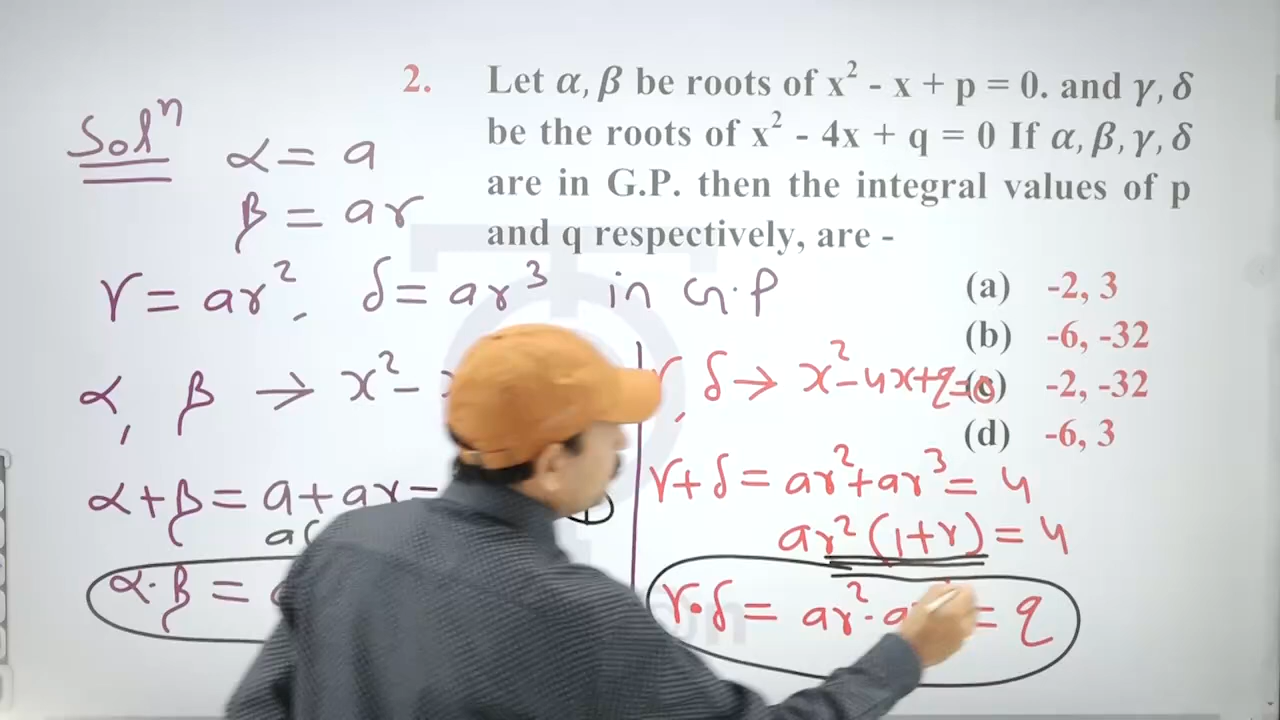 2. Let α, β be roots of x² - x + p = 0. and γ, δ
be the roots of x² - 4x + q = 0 If α, β, γ, δ
are in G.P. then the integral values of p
and q respectively, are -
(a) -2, 3
(b) -6, -32
(c) -2, -32
(d) -6, 3
Solⁿ
α = a
β = ar
γ = ar², δ = ar³ in G.P
α, β → x² -
α + β = a + ar =
a(
α·β =
γ, δ → x² - 4x + q = 0
γ + δ = ar² + ar³ = 4
ar² (1 + r) = 4
γ·δ = ar² · = q